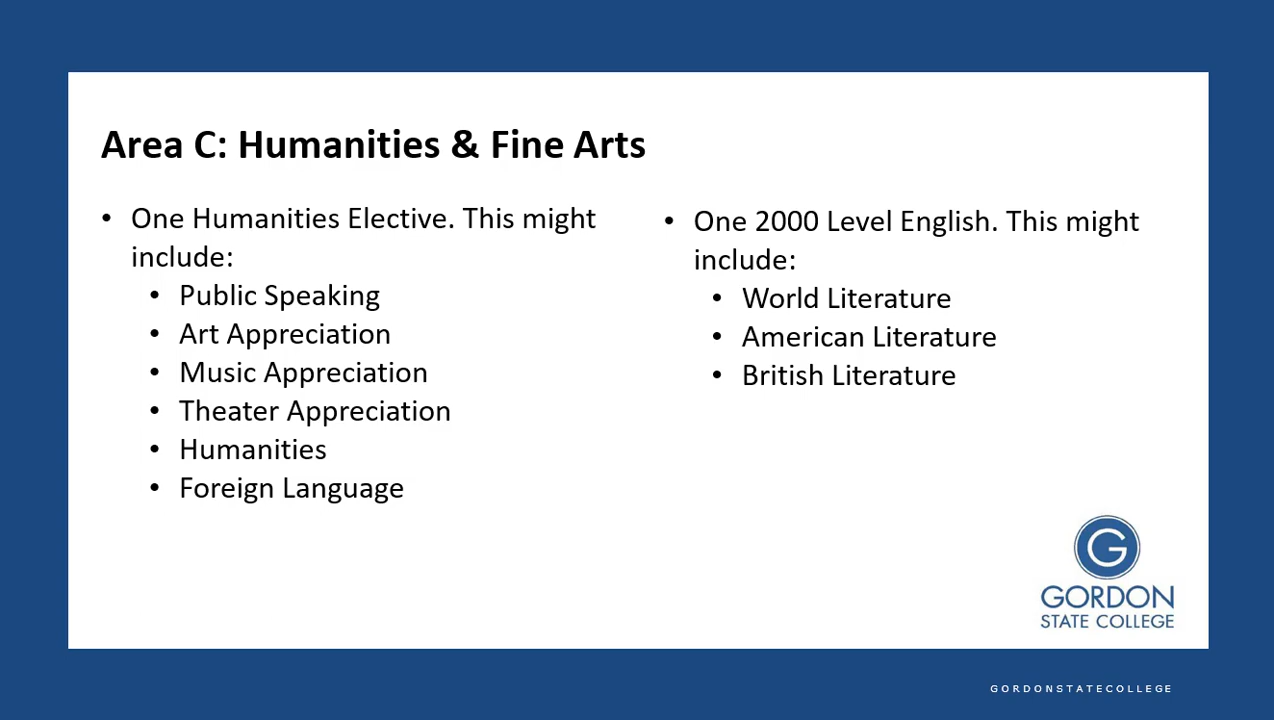 Area C: Humanities & Fine Arts
• One Humanities Elective. This might
include:
• Public Speaking
• Art Appreciation
• Music Appreciation
• Theater Appreciation
• Humanities
• Foreign Language
• One 2000 Level English. This might
include:
• World Literature
• American Literature
• British Literature
G
GORDON
STATE COLLEGE
GORDONSTATECOLLEGE